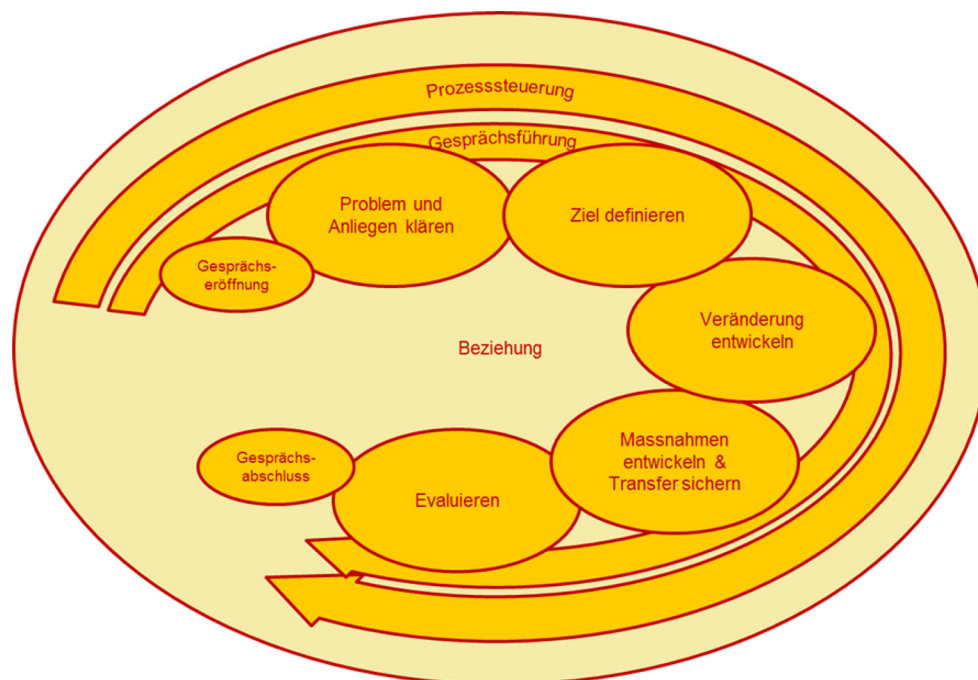 Prozesssteuerung
Gesprächsführung
Problem und
Anliegen klären
Ziel definieren
Gesprächs-
eröffnung
Veränderung
entwickeln
Beziehung
Massnahmen
entwickeln &
Transfer sichern
Gesprächs-
abschluss
Evaluieren